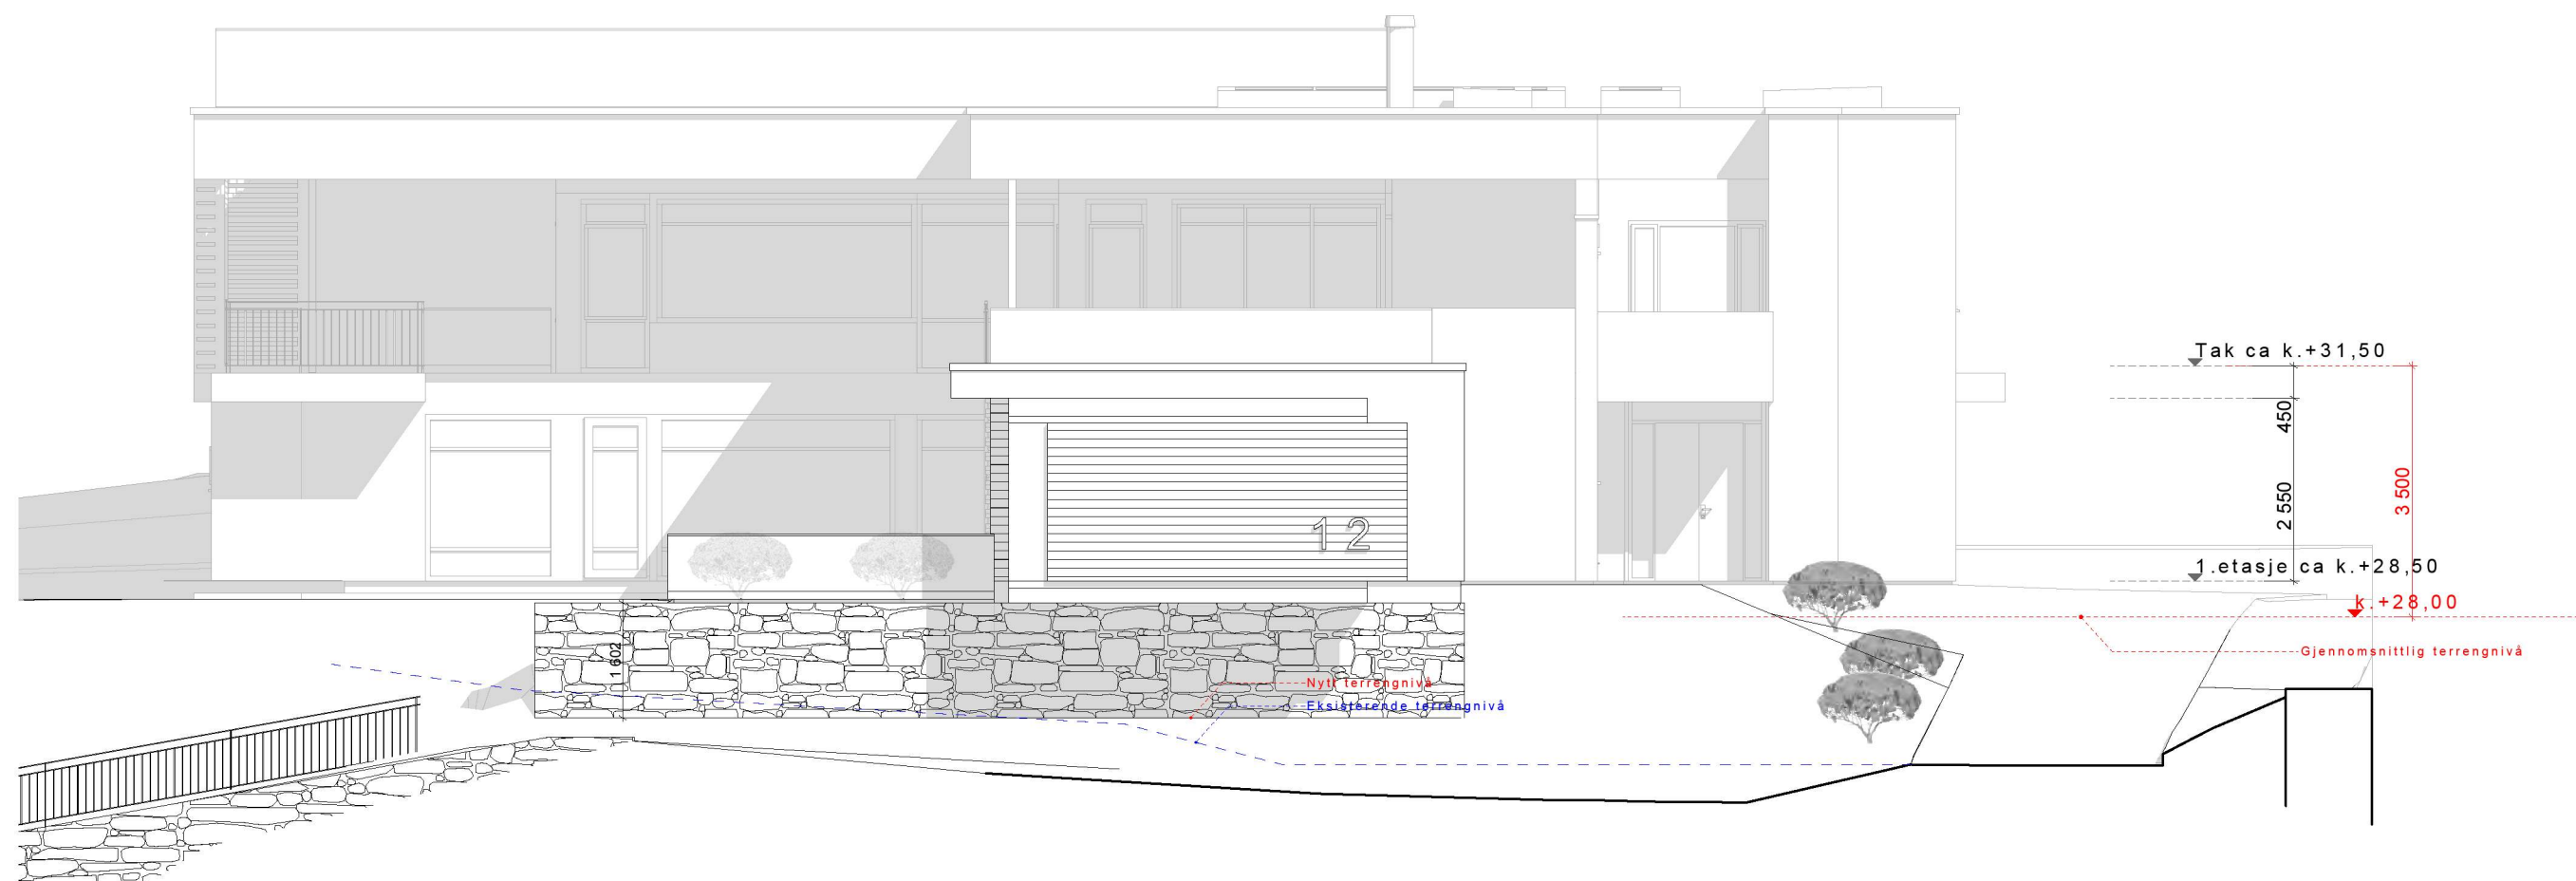 Tak ca k.+31,50
450
3 500
2 550
12
1.etasje ca k.+28,50
k.+28,00
1 602
Gjennomsnittlig terrengnivå
Nytt terrengnivå
Eksisterende terrengnivå